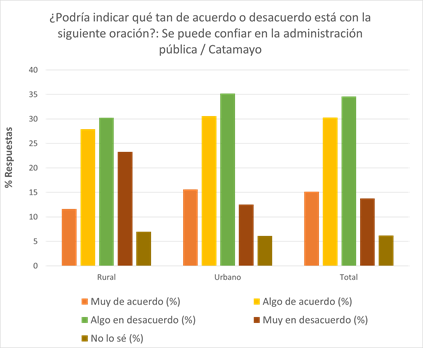 ¿Podría indicar qué tan de acuerdo o desacuerdo está con la
siguiente oración?: Se puede confiar en la administración
pública / Catamayo
% Respuestas
40
35
30
25
20
15
10
5
0
Rural
Urbano
Total
Muy de acuerdo (%)
Algo de acuerdo (%)
Algo en desacuerdo (%)
Muy en desacuerdo (%)
No lo sé (%)